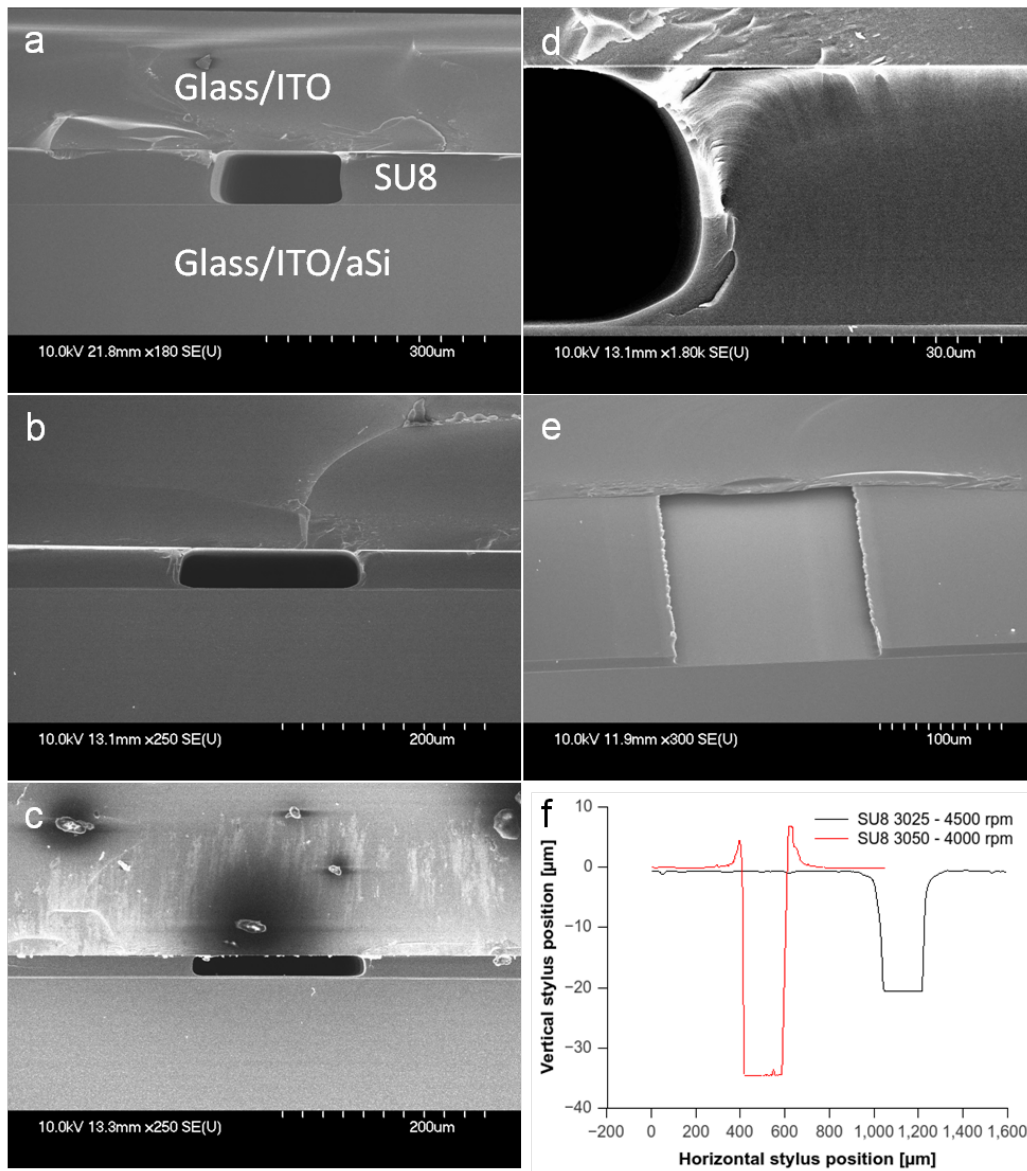 a
Glass/ITO
SU8
Glass/ITO/aSi
10.0kV 21.8mm x180 SE(U)
300um
b
10.0kV 13.1mm x250 SE(U)
200um
c
10.0kV 13.3mm x250 SE(U)
200um
d
10.0kV 13.1mm x1.80k SE(U)
30.0um
e
10.0kV 11.9mm x300 SE(U)
100um
f
SU8 3025 - 4500 rpm
SU8 3050 - 4000 rpm
Vertical stylus position [µm]
10
0
−10
−20
−30
−40
−200 0 200 400 600 800 1,000 1,200 1,400 1,600
Horizontal stylus position [µm]